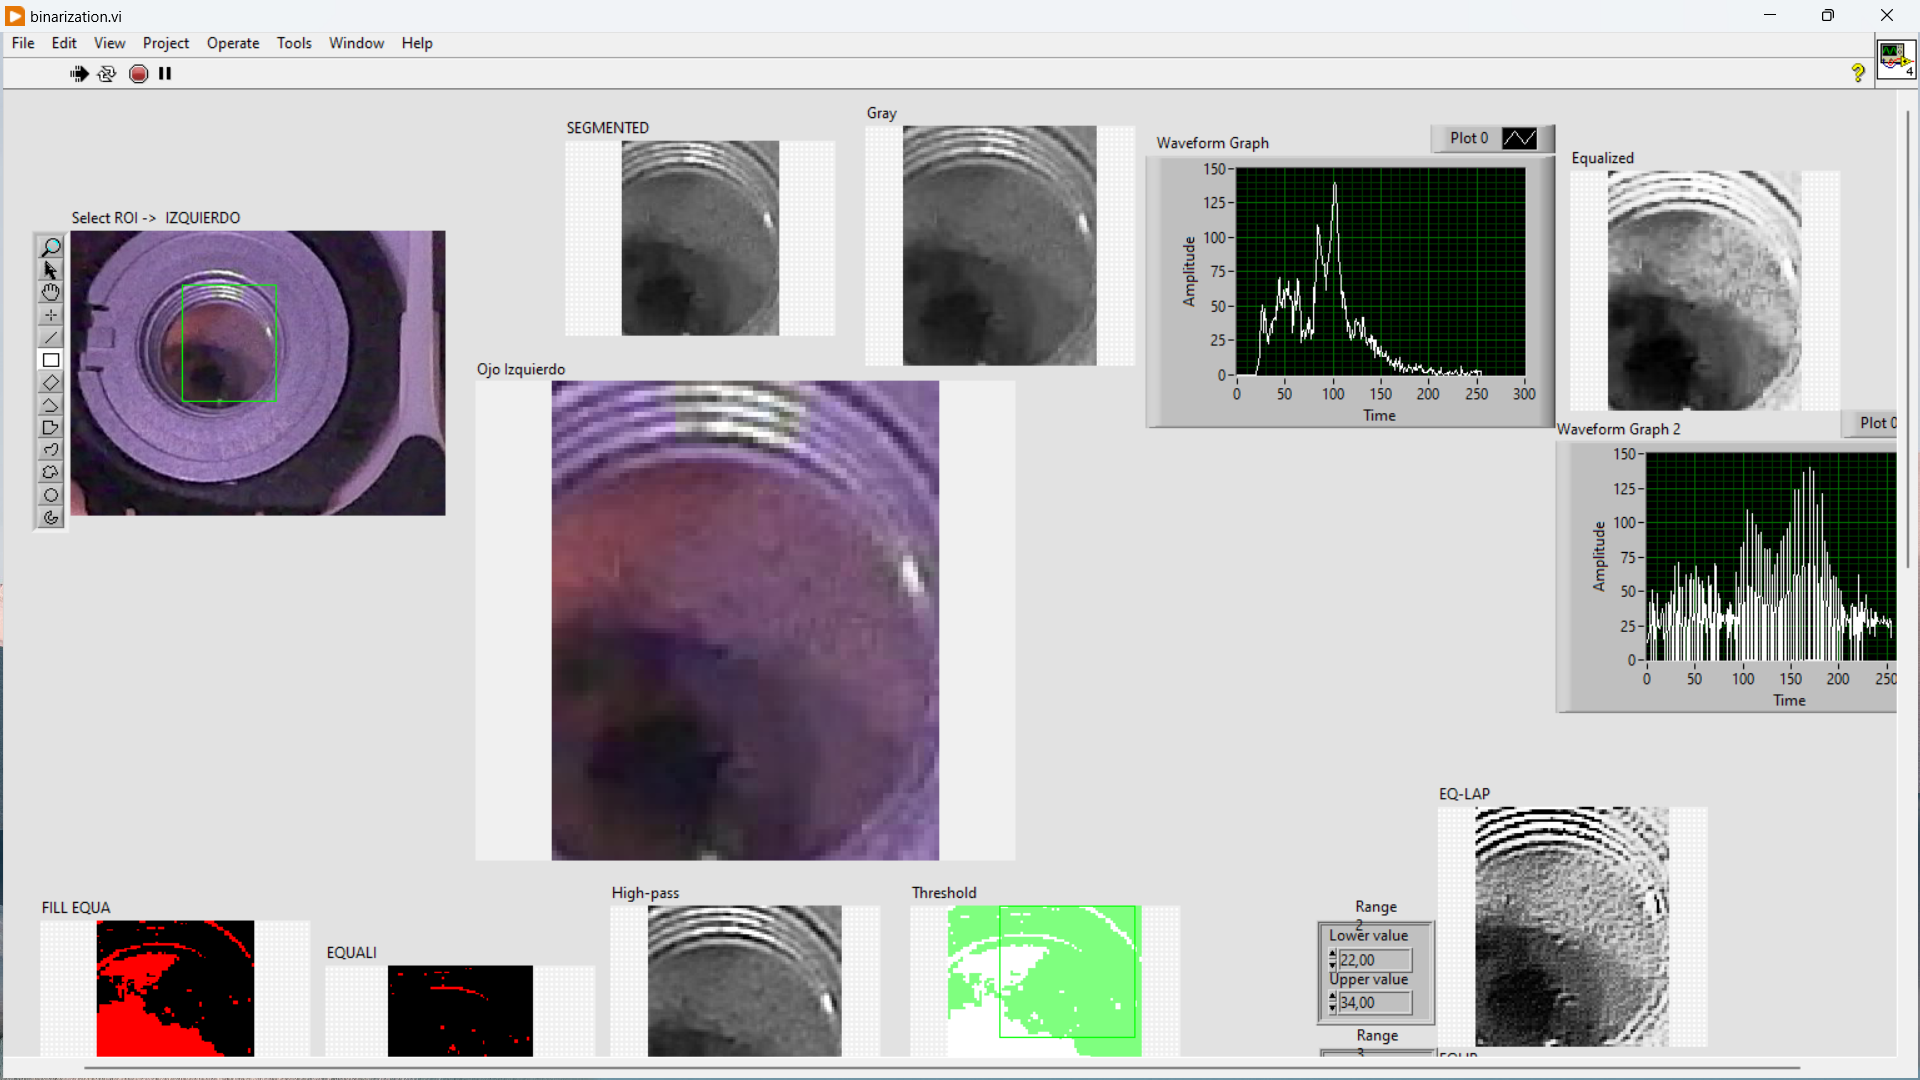 binarization.vi
File Edit View Project Operate Tools Window Help
4
SEGMENTED
Gray
Waveform Graph
Plot 0
150
125
100
75
50
25
0
Amplitude
0 50 100 150 200 250 300
Time
Equalized
Select ROI -> IZQUIERDO
Ojo Izquierdo
Waveform Graph 2
Plot 0
150
125
100
75
50
25
0
Amplitude
0 50 100 150 200 250
Time
EQ-LAP
FILL EQUA
EQUALI
High-pass
Threshold
Range
2
Lower value
22,00
Upper value
34,00
Range
3